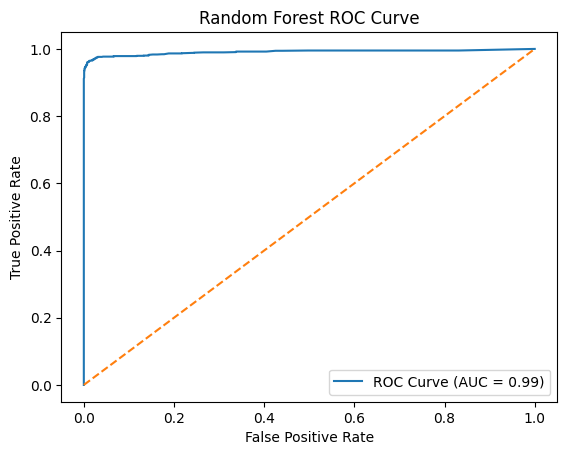 Random Forest ROC Curve
True Positive Rate
1.0
0.8
0.6
0.4
0.2
0.0
ROC Curve (AUC = 0.99)
0.0 0.2 0.4 0.6 0.8 1.0
False Positive Rate